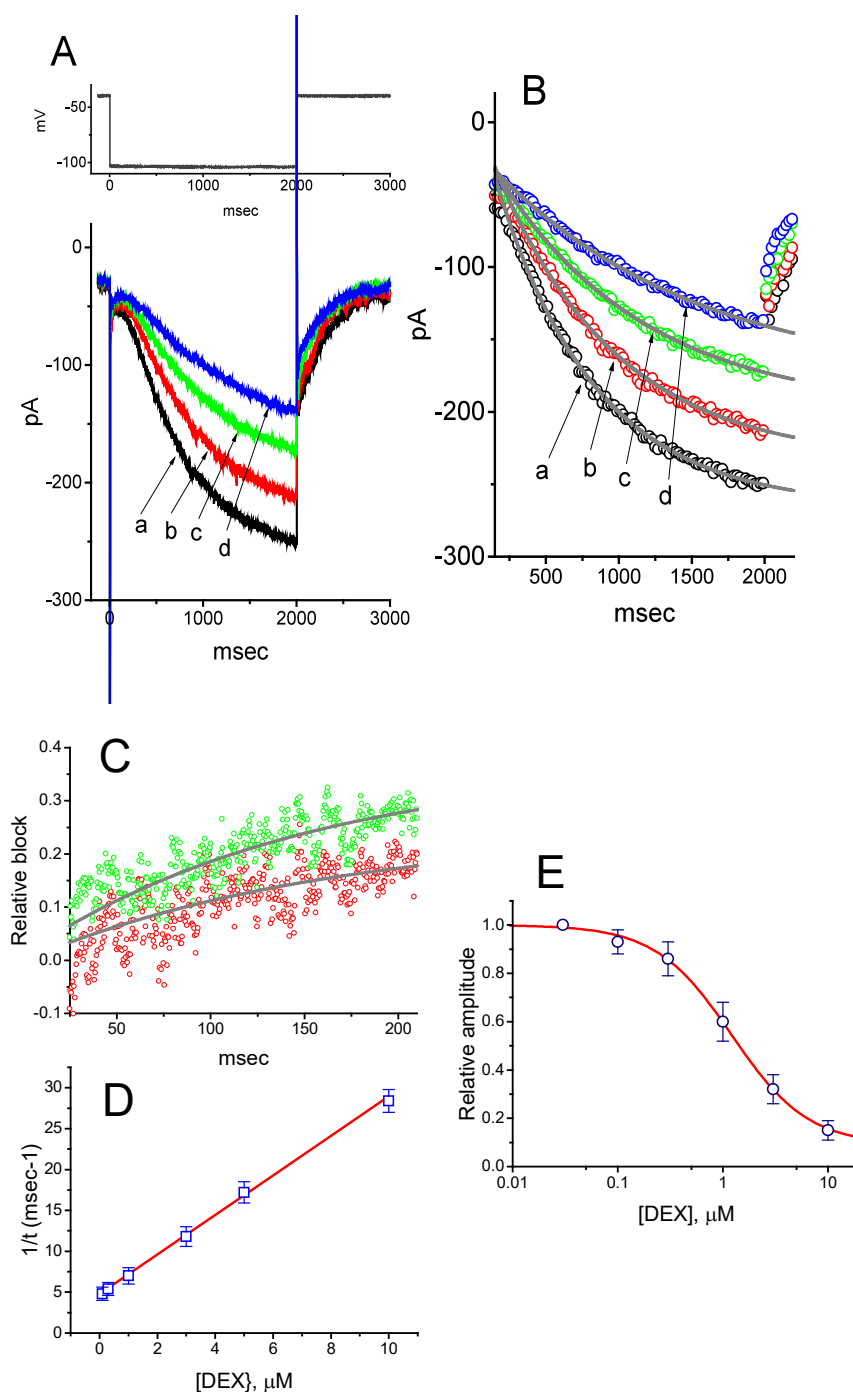 A
mV
−50
−100
0 1000 2000 3000
msec
0
−100
−200
−300
pA
a b c d
0 1000 2000 3000
msec
B
0
−100
−200
−300
pA
a b c d
500 1000 1500 2000
msec
C
Relative block
0.4
0.3
0.2
0.1
0.0
-0.1
50 100 150 200
msec
D
1/t (msec-1)
30
25
20
15
10
5
0
0 2 4 6 8 10
[DEX}, μM
E
Relative amplitude
1.0
0.8
0.6
0.4
0.2
0.0
0.01 0.1 1 10
[DEX], μM